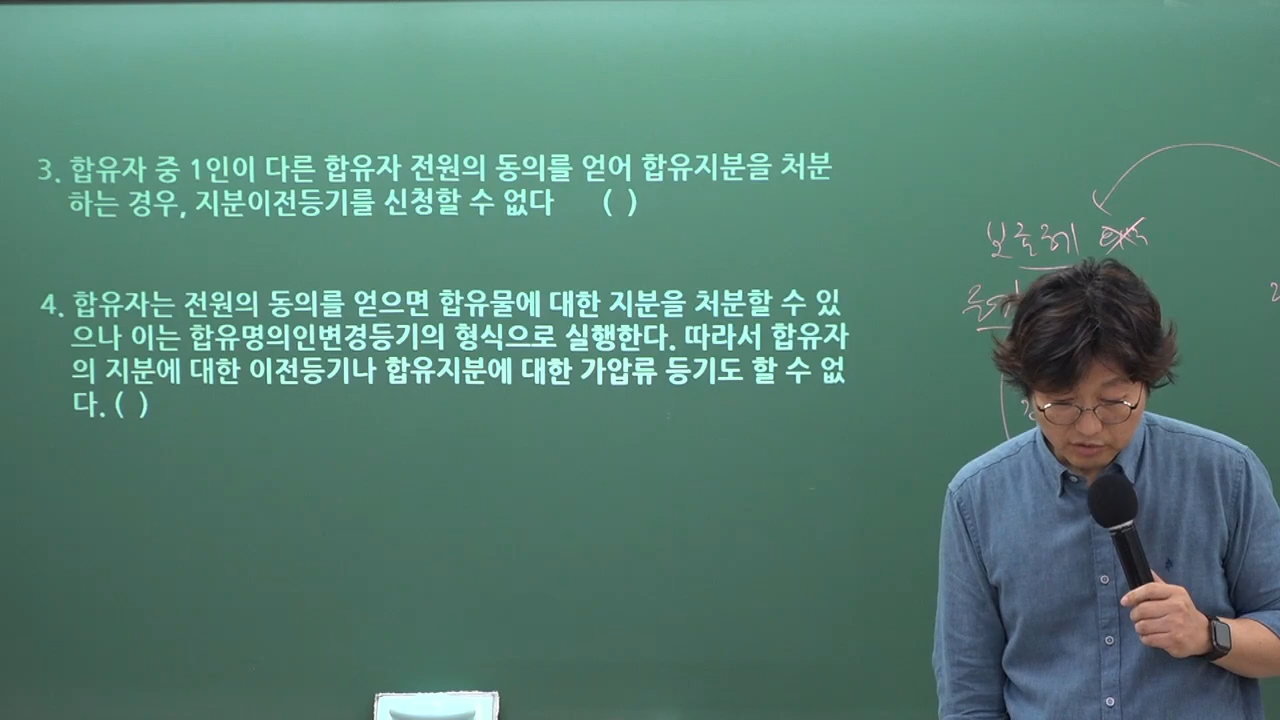 3. 합유자 중 1인이 다른 합유자 전원의 동의를 얻어 합유지분을 처분
하는 경우, 지분이전등기를 신청할 수 없다 ( )
4. 합유자는 전원의 동의를 얻으면 합유물에 대한 지분을 처분할 수 있
으나 이는 합유명의인변경등기의 형식으로 실행한다. 따라서 합유자
의 지분에 대한 이전등기나 합유지분에 대한 가압류 등기도 할 수 없
다. ( )